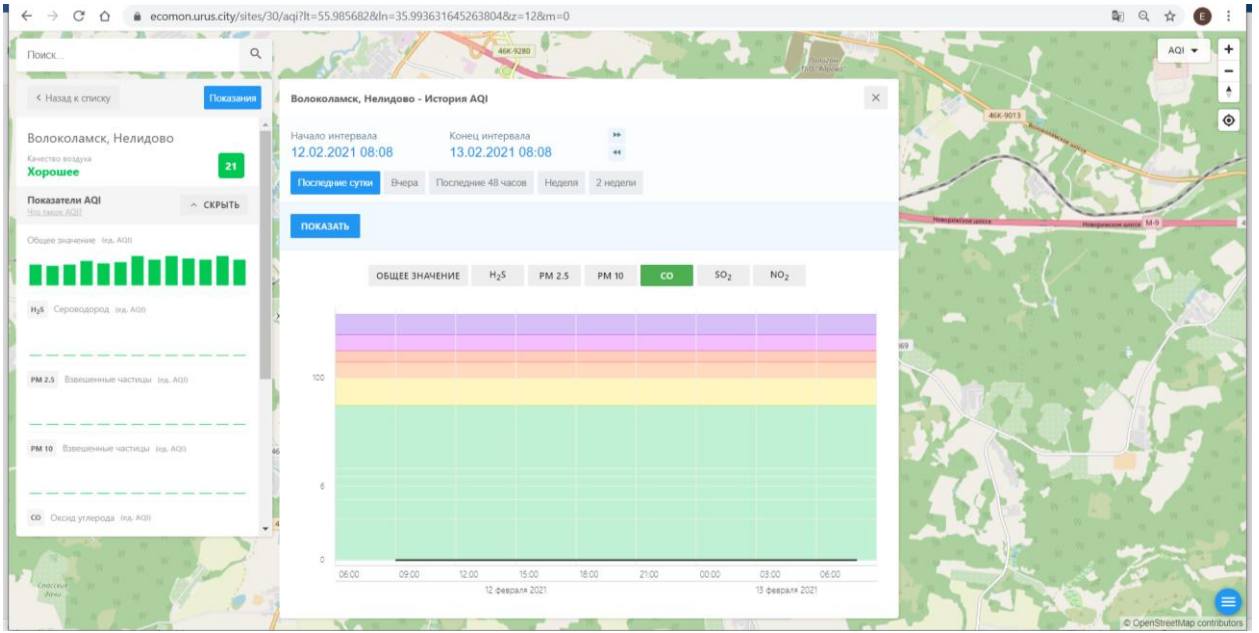 ecomon.urus.city/sites/30/aqi?lt=55.985682&ln=35.993631645263804&z=12&m=0
E
Поиск...
46K-9280
AQI
Назад к списку
Показания
Волоколамск, Нелидово
Качество воздуха
Хорошее
21
Показатели AQI
Что такое AQI?
СКРЫТЬ
Общее значение (ед. AQI)
H₂S Сероводород (ед. AQI)
PM 2.5 Взвешенные частицы (ед. AQI)
PM 10 Взвешенные частицы (ед. AQI)
CO Оксид углерода (ед. AQI)
Волоколамск, Нелидово - История AQI
Начало интервала
12.02.2021 08:08
Конец интервала
13.02.2021 08:08
Последние сутки Вчера Последние 48 часов Неделя 2 недели
ПОКАЗАТЬ
ОБЩЕЕ ЗНАЧЕНИЕ H₂S PM 2.5 PM 10 CO SO₂ NO₂
100
6
0
06:00 09:00 12:00 15:00 18:00 21:00 00:00 03:00 06:00
12 февраля 2021 13 февраля 2021
46K-9013
Волоколамское шоссе
Новорижское шоссе
Новорижское шоссе
M-9
© OpenStreetMap contributors